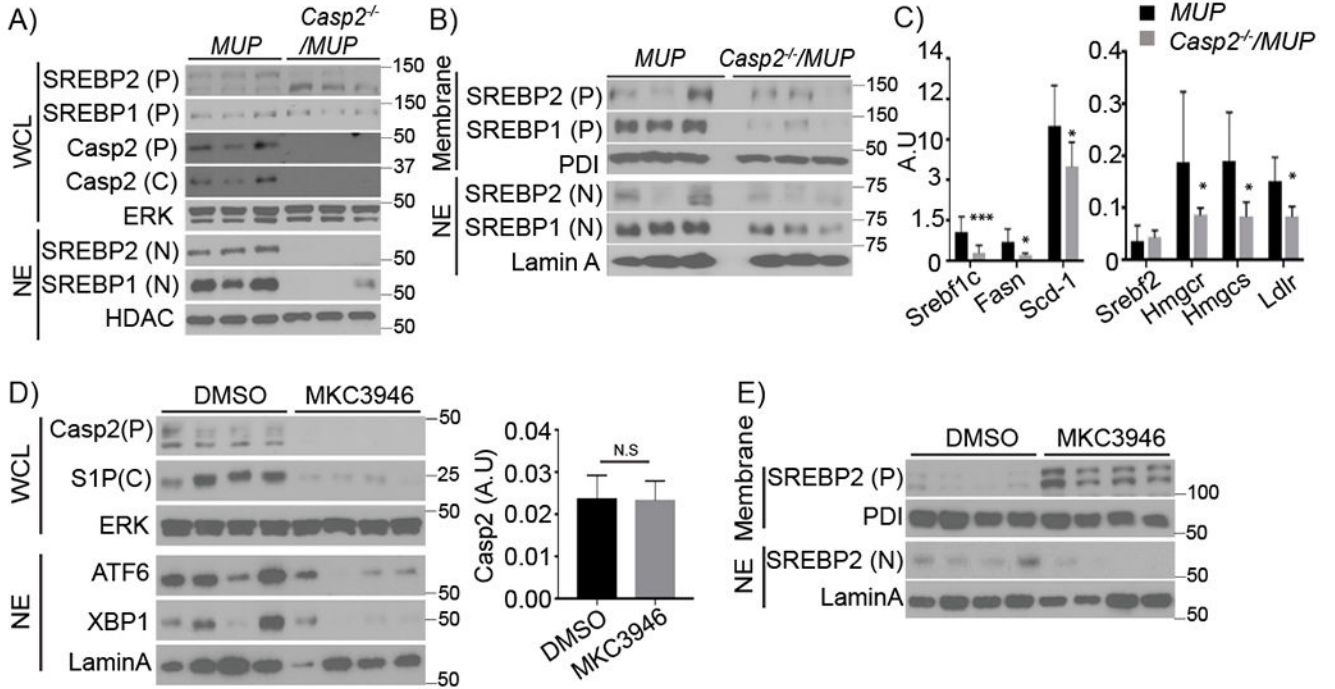 A)
MUP
Casp2-/-
/MUP
WCL
SREBP2 (P)
150
SREBP1 (P)
150
Casp2 (P)
50
Casp2 (C)
37
ERK
50
NE
SREBP2 (N)
50
SREBP1 (N)
50
HDAC
50
B)
MUP
Casp2-/-/MUP
Membrane
SREBP2 (P)
150
SREBP1 (P)
150
PDI
50
NE
SREBP2 (N)
75
SREBP1 (N)
75
Lamin A
75
C)
MUP
Casp2-/-/MUP
A.U
14
12
10
3
1.5
0
***
*
*
Srebf1c
Fasn
Scd-1
0.4
0.3
0.2
0.1
0
*
*
*
Srebf2
Hmgcr
Hmgcs
Ldlr
D)
DMSO
MKC3946
WCL
Casp2(P)
50
S1P(C)
25
ERK
50
NE
ATF6
50
XBP1
50
LaminA
50
Casp2 (A.U)
0.04
0.03
0.02
0.01
0.00
N.S
DMSO
MKC3946
E)
DMSO
MKC3946
Membrane
SREBP2 (P)
100
PDI
50
NE
SREBP2 (N)
50
LaminA
50